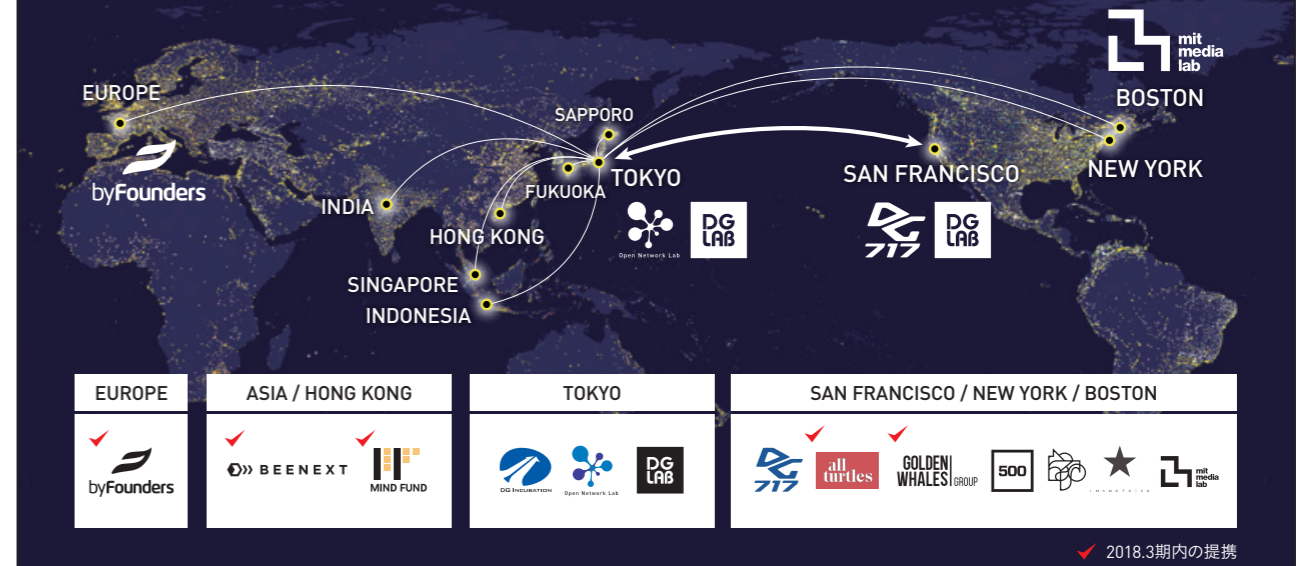 mit
media
lab
EUROPE
BOSTON
SAPPORO
byFounders
INDIA
FUKUOKA
TOKYO
SAN FRANCISCO
NEW YORK
HONG KONG
Open Network Lab
DG
LAB
DG
717
DG
LAB
SINGAPORE
INDONESIA
EUROPE
byFounders
ASIA / HONG KONG
BEENEXT
MIND FUND
TOKYO
DG INCUBATION
Open Network Lab
DG
LAB
SAN FRANCISCO / NEW YORK / BOSTON
DG
717
all
turtles
GOLDEN
WHALES GROUP
500
mit
media
lab
2018.3期内の提携